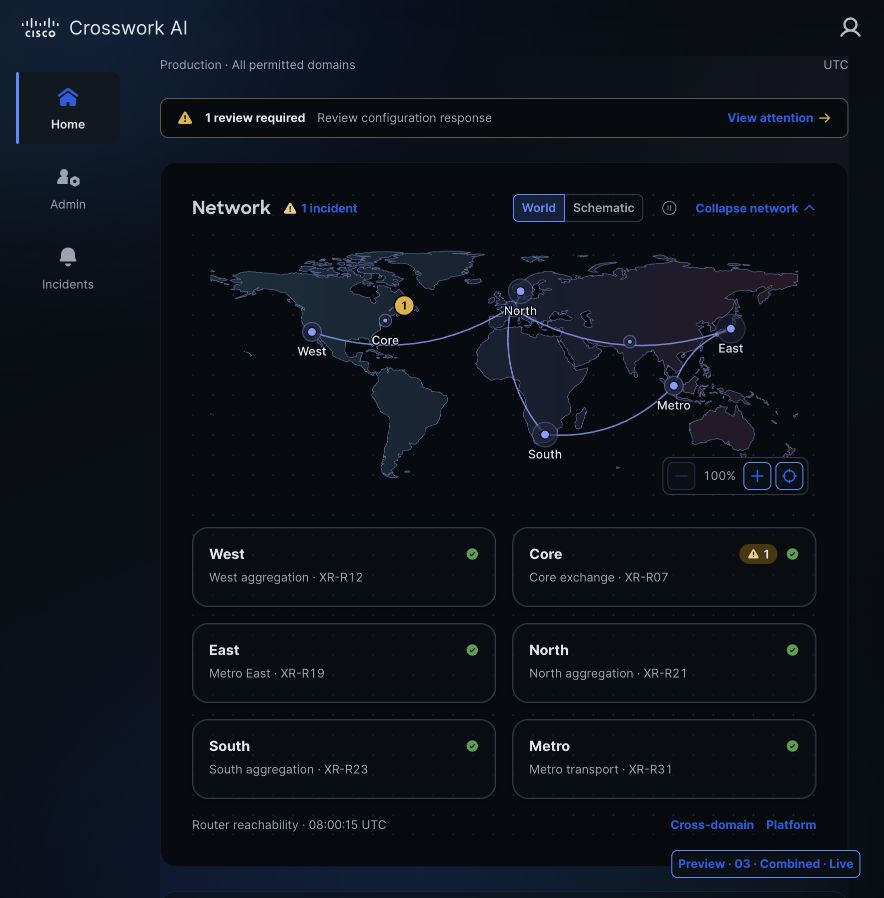 CISCO Crosswork AI
Production · All permitted domains
UTC
Home
Admin
Incidents
1 review required Review configuration response
View attention →
Network 1 incident
World Schematic
Collapse network
1
North
West
Core
East
Metro
South
100%
West
West aggregation · XR-R12
Core 1
Core exchange · XR-R07
East
Metro East · XR-R19
North
North aggregation · XR-R21
South
South aggregation · XR-R23
Metro
Metro transport · XR-R31
Router reachability · 08:00:15 UTC
Cross-domain Platform
Preview · 03 · Combined · Live